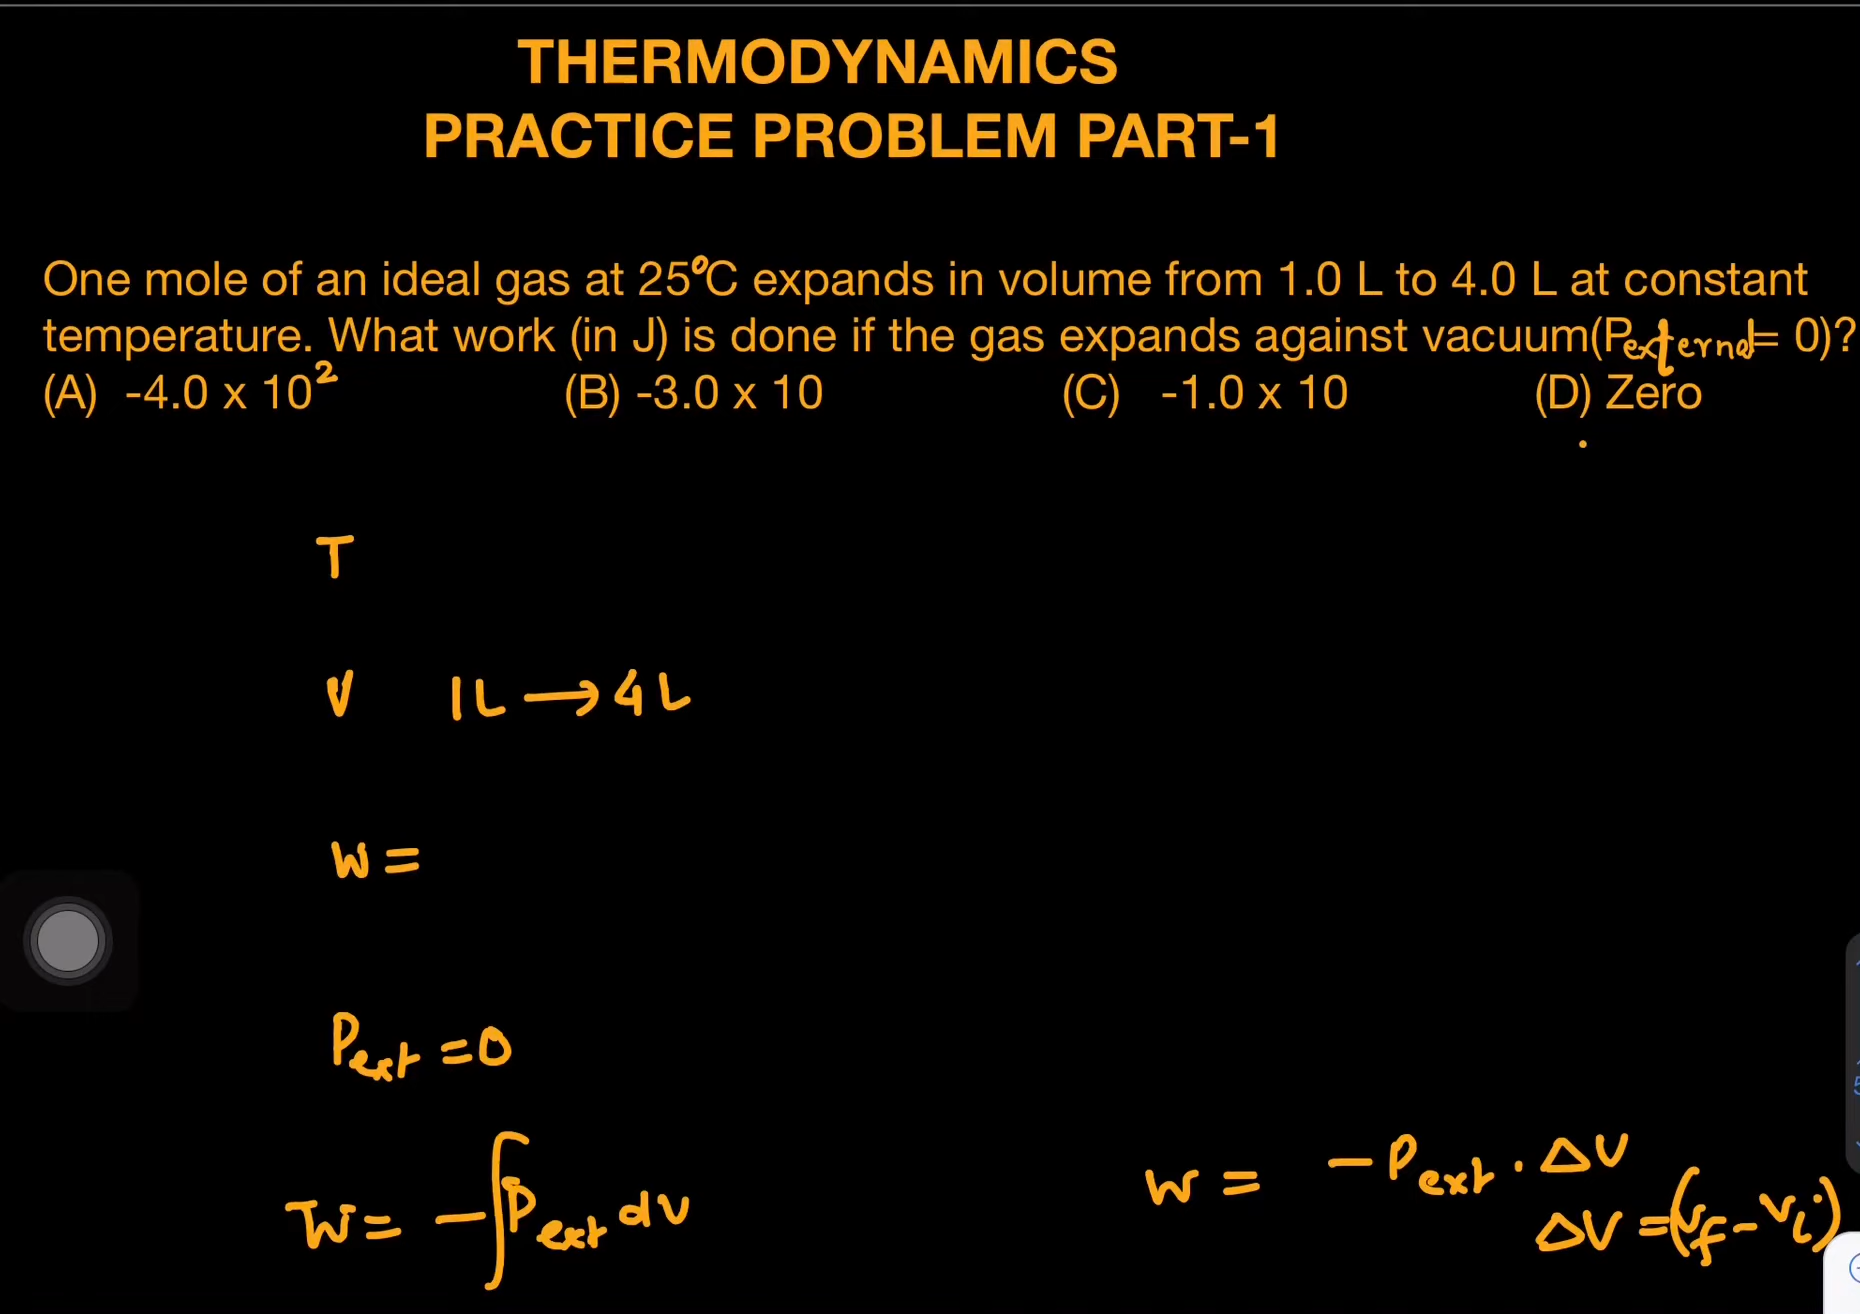 THERMODYNAMICS
PRACTICE PROBLEM PART-1
One mole of an ideal gas at 25°C expands in volume from 1.0 L to 4.0 L at constant
temperature. What work (in J) is done if the gas expands against vacuum(Pexternal= 0)?
(A) -4.0 x 10² (B) -3.0 x 10 (C) -1.0 x 10 (D) Zero
T
V 1L → 4L
W =
Pext = 0
W = -∫Pext dv
W = -Pext · ΔV
ΔV = (Vf - Vi)